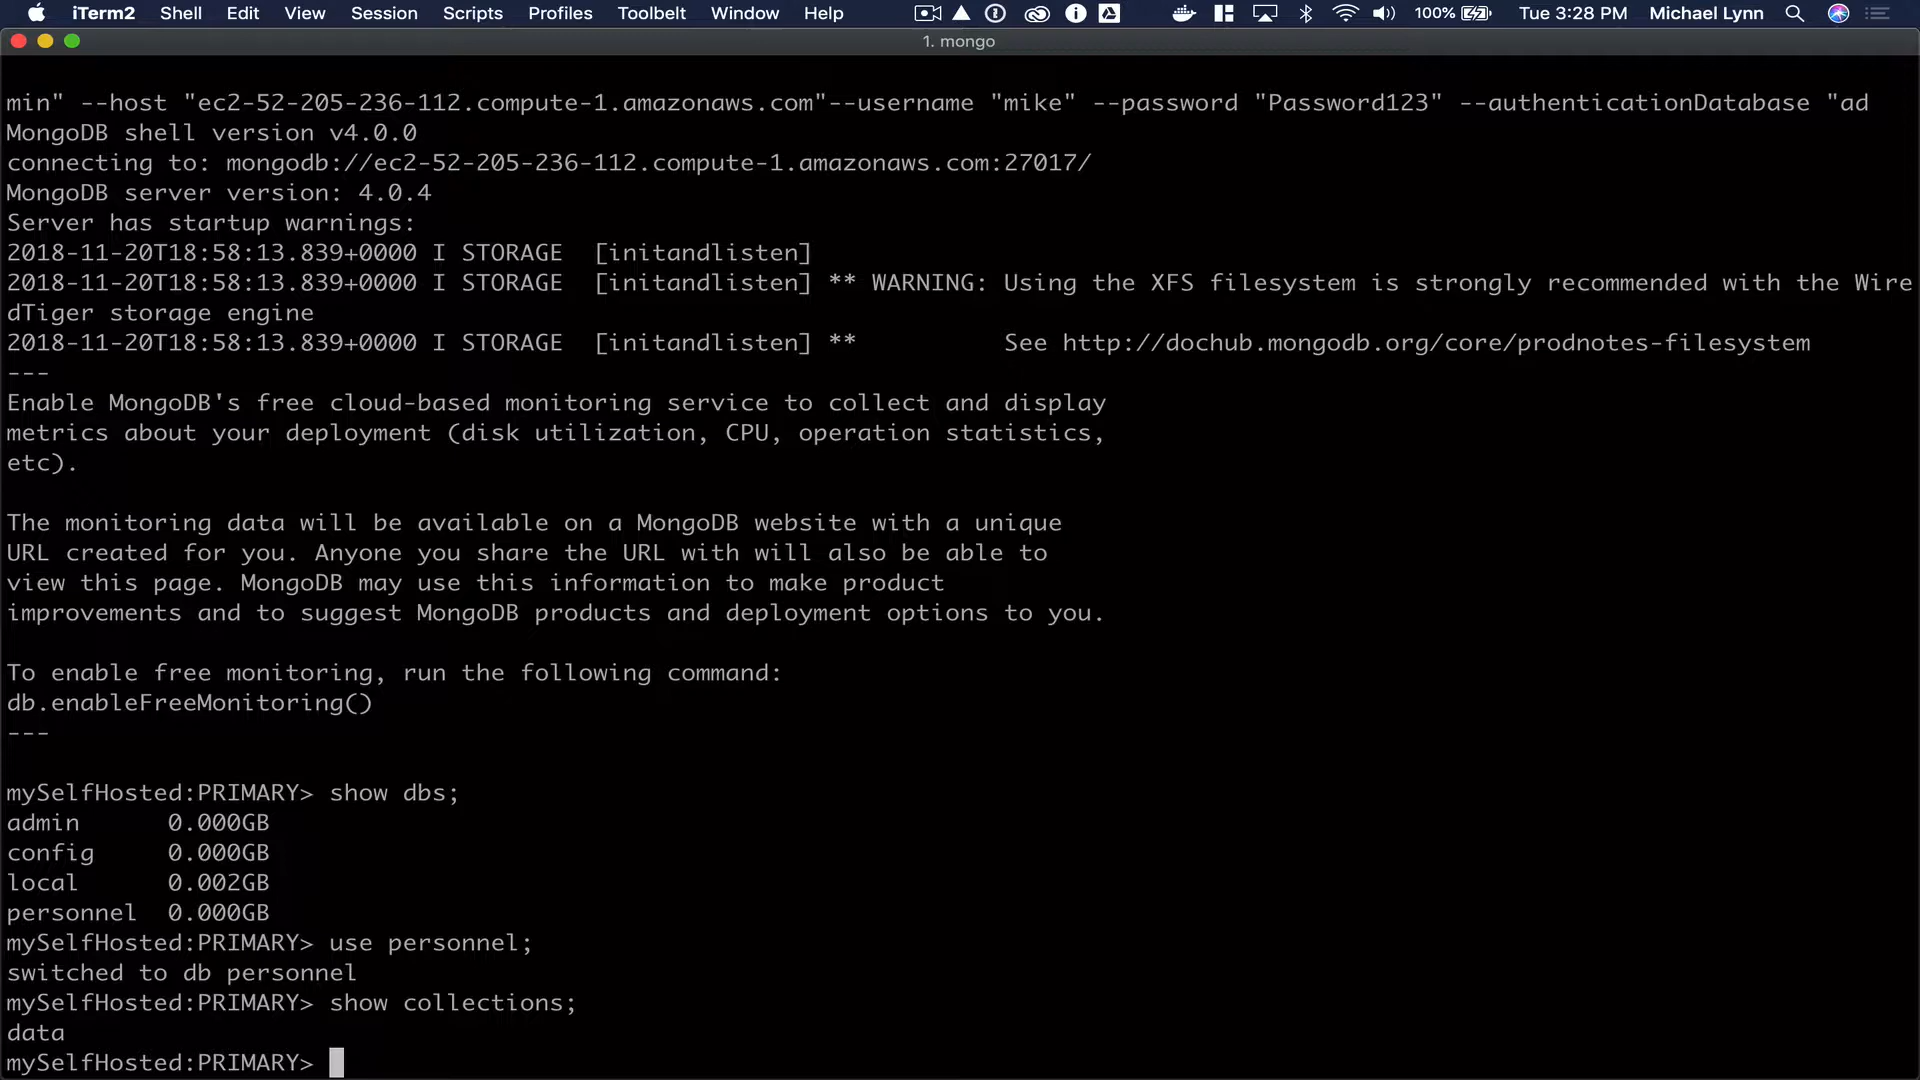 iTerm2 Shell Edit View Session Scripts Profiles Toolbelt Window Help 100% Tue 3:28 PM Michael Lynn
1. mongo
min" --host "ec2-52-205-236-112.compute-1.amazonaws.com"--username "mike" --password "Password123" --authenticationDatabase "ad
MongoDB shell version v4.0.0
connecting to: mongodb://ec2-52-205-236-112.compute-1.amazonaws.com:27017/
MongoDB server version: 4.0.4
Server has startup warnings:
2018-11-20T18:58:13.839+0000 I STORAGE  [initandlisten]
2018-11-20T18:58:13.839+0000 I STORAGE  [initandlisten] ** WARNING: Using the XFS filesystem is strongly recommended with the Wire
dTiger storage engine
2018-11-20T18:58:13.839+0000 I STORAGE  [initandlisten] **          See http://dochub.mongodb.org/core/prodnotes-filesystem
---
Enable MongoDB's free cloud-based monitoring service to collect and display
metrics about your deployment (disk utilization, CPU, operation statistics,
etc).
The monitoring data will be available on a MongoDB website with a unique
URL created for you. Anyone you share the URL with will also be able to
view this page. MongoDB may use this information to make product
improvements and to suggest MongoDB products and deployment options to you.
To enable free monitoring, run the following command:
db.enableFreeMonitoring()
---
mySelfHosted:PRIMARY> show dbs;
admin      0.000GB
config     0.000GB
local      0.002GB
personnel  0.000GB
mySelfHosted:PRIMARY> use personnel;
switched to db personnel
mySelfHosted:PRIMARY> show collections;
data
mySelfHosted:PRIMARY>